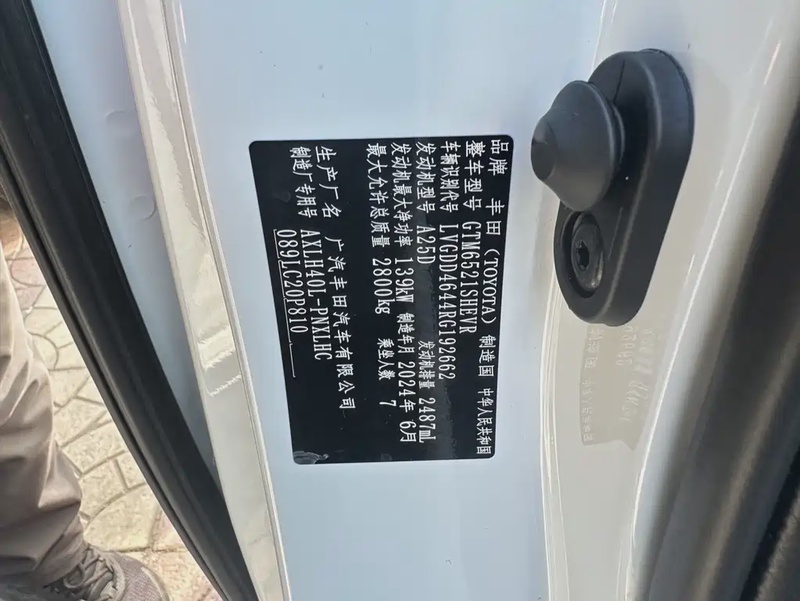 品牌 丰田(TOYOTA) 制造国 中华人民共和国
整车型号 GTM6521SHEVR
车辆识别代号 LVGDD4644RG192662
发动机型号 A25D 发动机排量 2487mL
发动机最大净功率 139kW 制造年月 2024年6月
最大允许总质量 2800kg 乘坐人数 7
生产厂名 广汽丰田汽车有限公司
制造厂专用号 AXLH40L-PNXLHC
089LC20P810